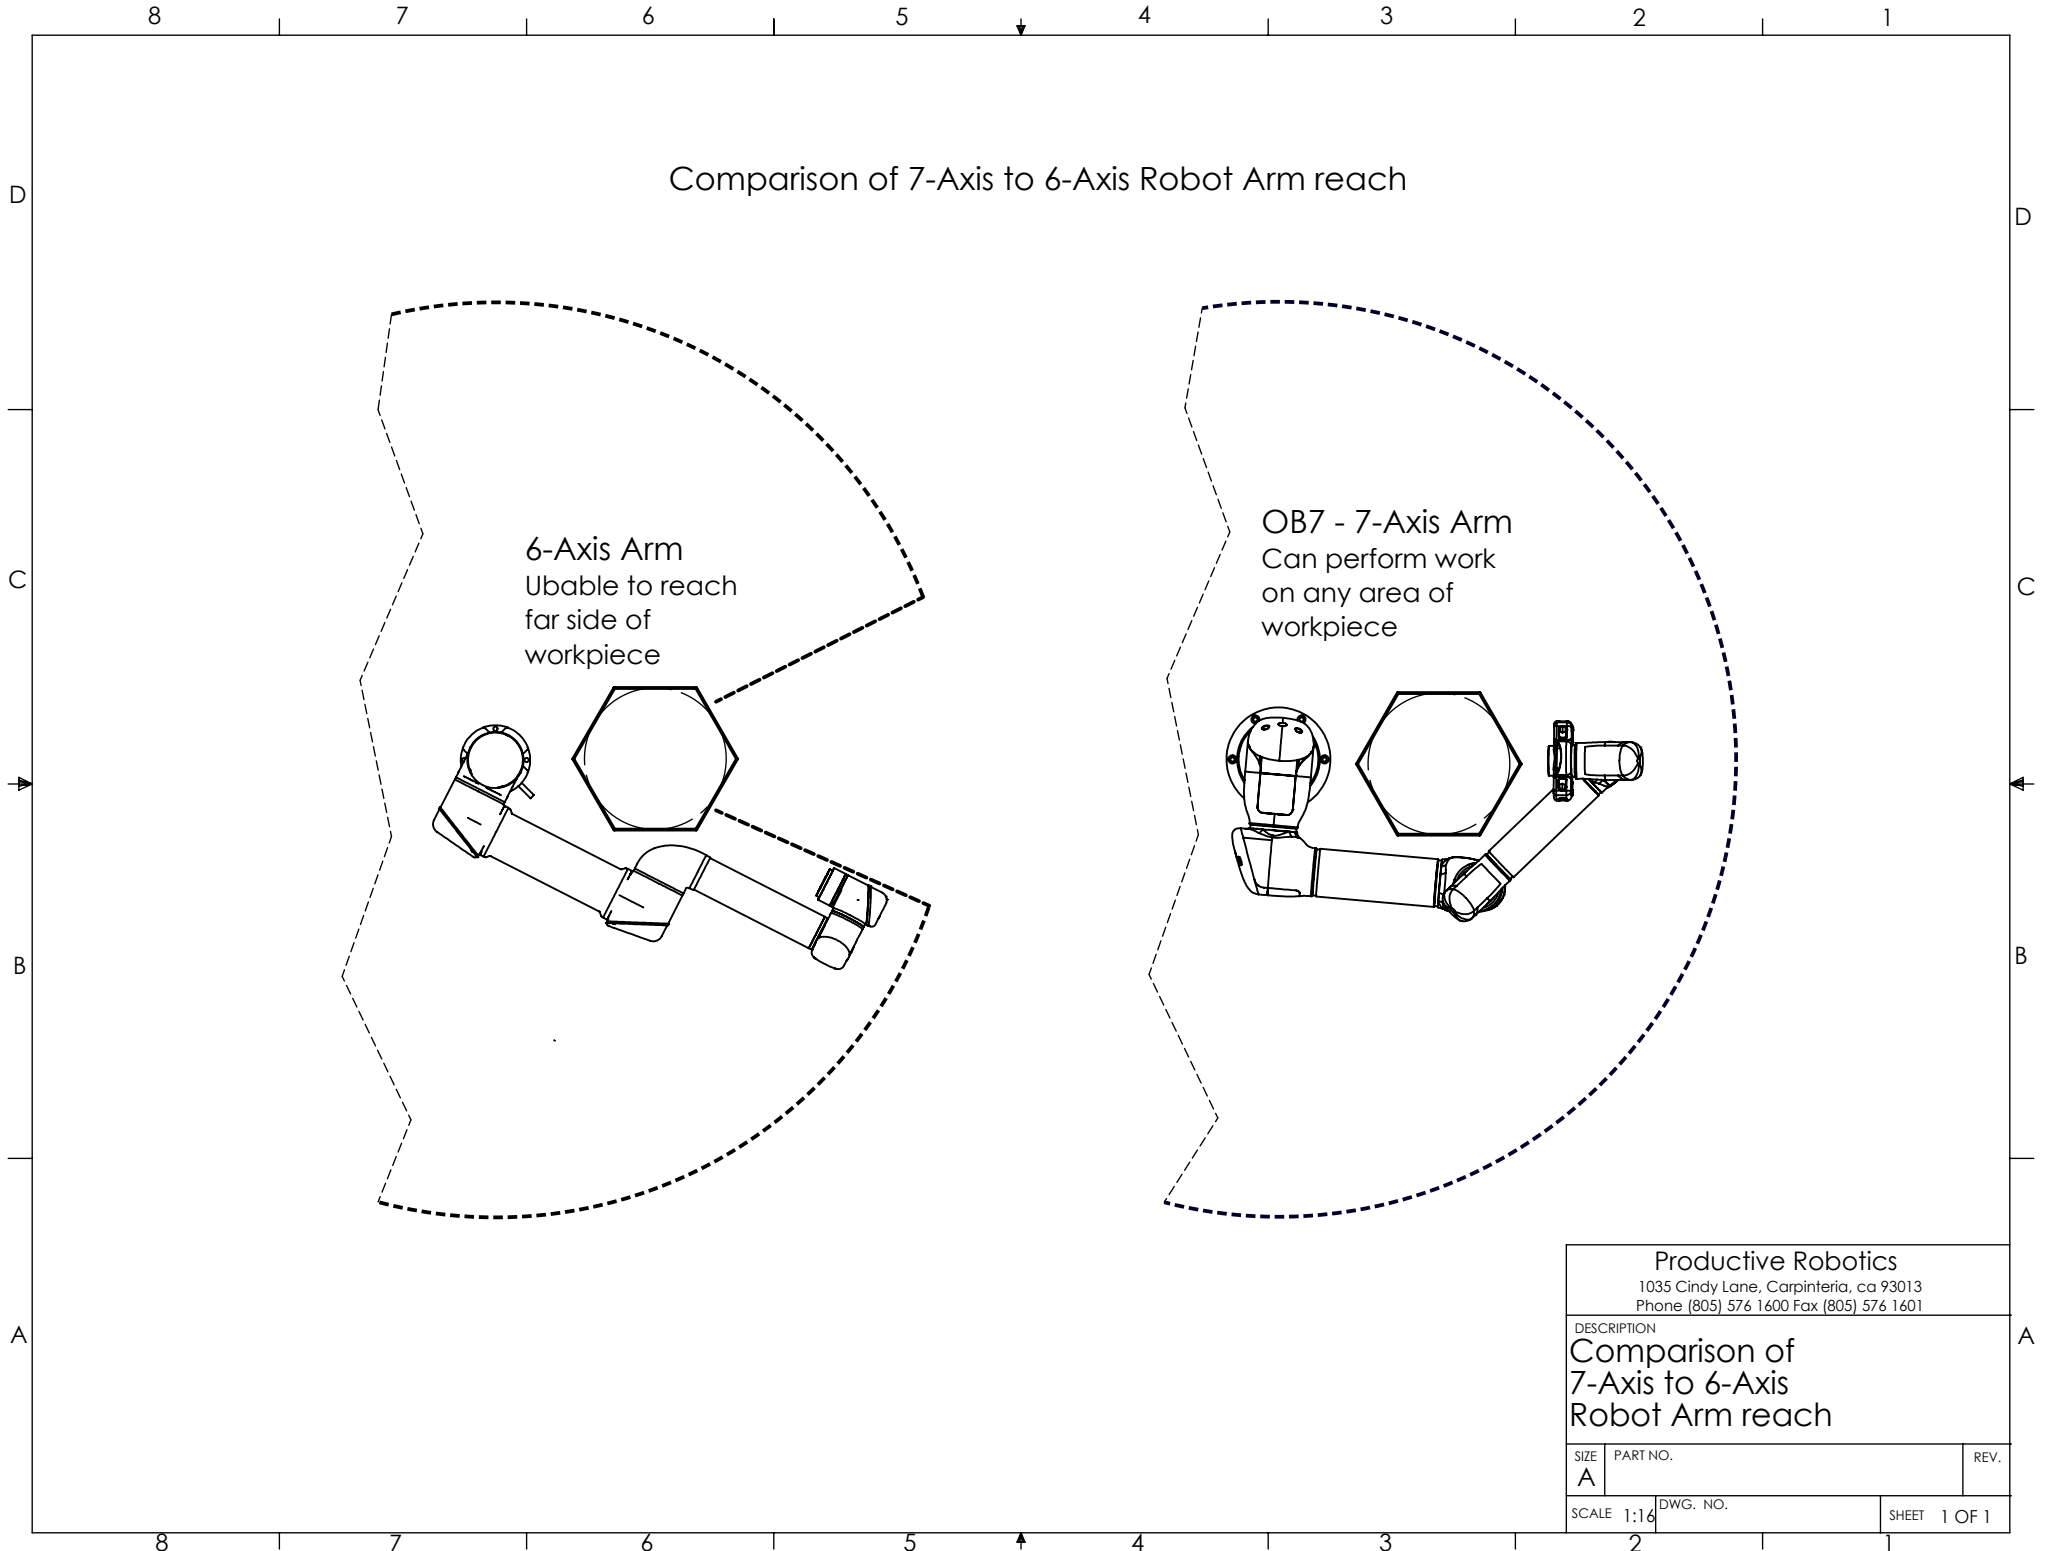 8 7 6 5 4 3 2 1
Comparison of 7-Axis to 6-Axis Robot Arm reach
D
D
6-Axis Arm
Ubable to reach
far side of
workpiece
OB7 - 7-Axis Arm
Can perform work
on any area of
workpiece
C
C
B
B
Productive Robotics
1035 Cindy Lane, Carpinteria, ca 93013
Phone (805) 576 1600 Fax (805) 576 1601
DESCRIPTION
Comparison of
7-Axis to 6-Axis
Robot Arm reach
A
A
SIZE
A
PART NO.
REV.
SCALE 1:16
DWG. NO.
SHEET 1 OF 1
8 7 6 5 4 3 2 1